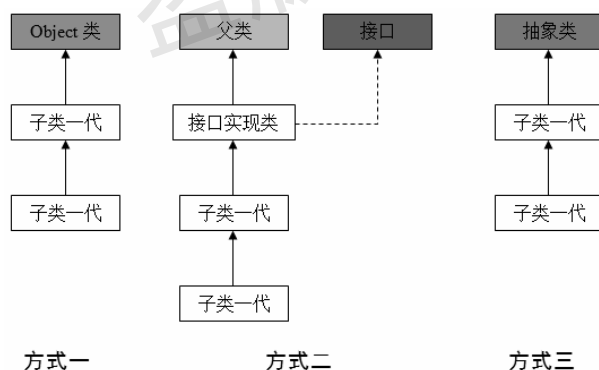 Object 类
父类
接口
抽象类
子类一代
接口实现类
子类一代
子类一代
子类一代
子类一代
子类一代
方式一
方式二
方式三